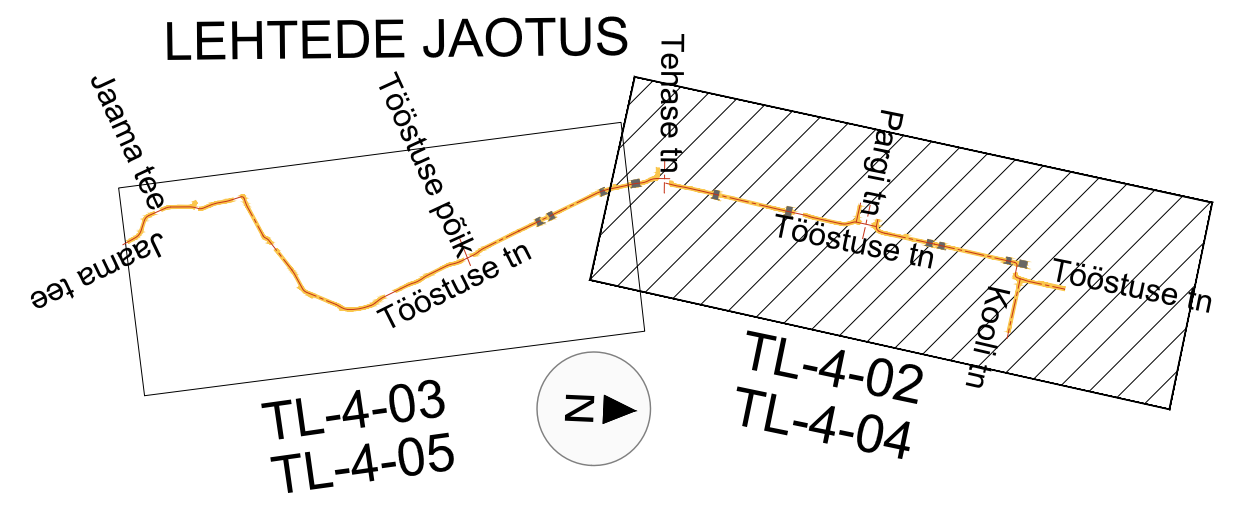 LEHTEDE JAOTUS
Jaama tee
Jaama tee
Tööstuse põik
Tööstuse tn
Tehase tn
Pargi tn
Tööstuse tn
Tööstuse tn
Kooli tn
TL-4-03
TL-4-05
N
TL-4-02
TL-4-04